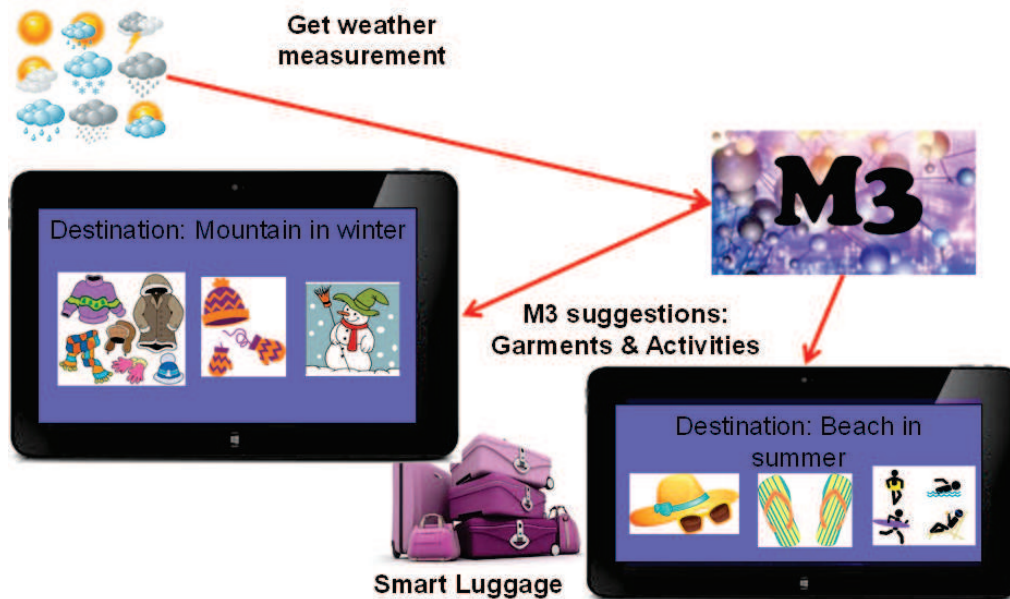 Get weather
measurement
M3
Destination: Mountain in winter
M3 suggestions:
Garments & Activities
Destination: Beach in
summer
Smart Luggage